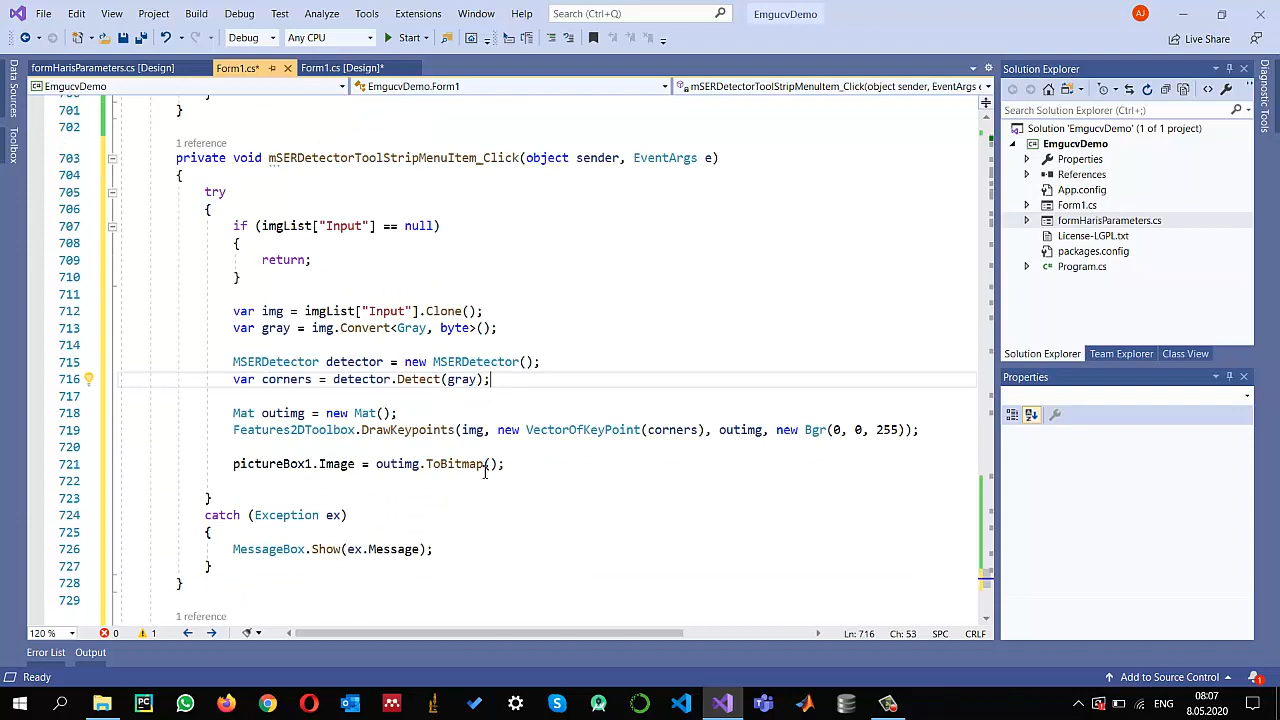 File Edit View Project Build Debug Test Analyze Tools Extensions Window Help Search (Ctrl+Q) EmgucvDemo AJ
Debug Any CPU Start Live Share
formHarisParameters.cs [Design] Form1.cs* Form1.cs [Design]*
EmgucvDemo EmgucvDemo.Form1 mSERDetectorToolStripMenuItem_Click(object sender, EventArgs e
Data Sources
Toolbox
701 }
702
1 reference
703 private void mSERDetectorToolStripMenuItem_Click(object sender, EventArgs e)
704 {
705 try
706 {
707 if (imgList["Input"] == null)
708 {
709 return;
710 }
711
712 var img = imgList["Input"].Clone();
713 var gray = img.Convert<Gray, byte>();
714
715 MSERDetector detector = new MSERDetector();
716 var corners = detector.Detect(gray);
717
718 Mat outimg = new Mat();
719 Features2DToolbox.DrawKeypoints(img, new VectorOfKeyPoint(corners), outimg, new Bgr(0, 0, 255));
720
721 pictureBox1.Image = outimg.ToBitmap();
722
723 }
724 catch (Exception ex)
725 {
726 MessageBox.Show(ex.Message);
727 }
728 }
729
1 reference
120 % 0 1 Ln: 716 Ch: 53 SPC CRLF
Error List Output
Ready Add to Source Control 1
Solution Explorer
Search Solution Explorer (Ctrl+;)
Solution 'EmgucvDemo' (1 of 1 project)
EmgucvDemo
Properties
References
App.config
Form1.cs
formHarisParameters.cs
License-LGPL.txt
packages.config
Program.cs
Solution Explorer Team Explorer Class View
Properties
Diagnostic Tools
ENG 08:07
8.05.2020